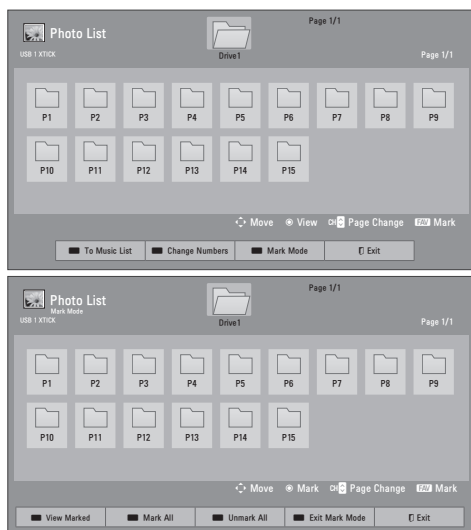 Page 1/1
Photo List
USB 1 XTICK
Drive1
Page 1/1
P1 P2 P3 P4 P5 P6 P7 P8 P9
P10 P11 P12 P13 P14 P15
Move View CH Page Change FAV Mark
To Music List Change Numbers Mark Mode Exit
Page 1/1
Photo List
Mark Mode
USB 1 XTICK
Drive1
Page 1/1
P1 P2 P3 P4 P5 P6 P7 P8 P9
P10 P11 P12 P13 P14 P15
Move Mark CH Page Change FAV Mark
View Marked Mark All Unmark All Exit Mark Mode Exit